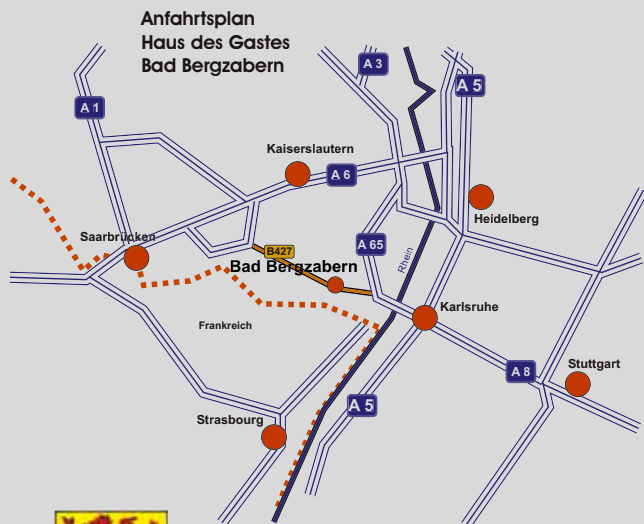 Anfahrtsplan
Haus des Gastes
Bad Bergzabern
A 3
A 5
A 1
Kaiserslautern
A 6
Heidelberg
Saarbrücken
A 65
B427
Rhein
Bad Bergzabern
Karlsruhe
Frankreich
A 8
Stuttgart
A 5
Strasbourg